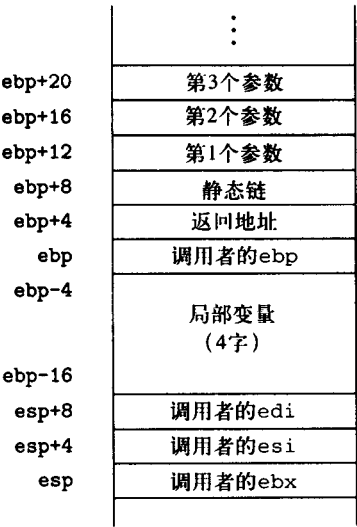 ebp+20 第3个参数
ebp+16 第2个参数
ebp+12 第1个参数
ebp+8 静态链
ebp+4 返回地址
ebp 调用者的ebp
ebp-4
局部变量
(4字)
ebp-16
esp+8 调用者的edi
esp+4 调用者的esi
esp 调用者的ebx